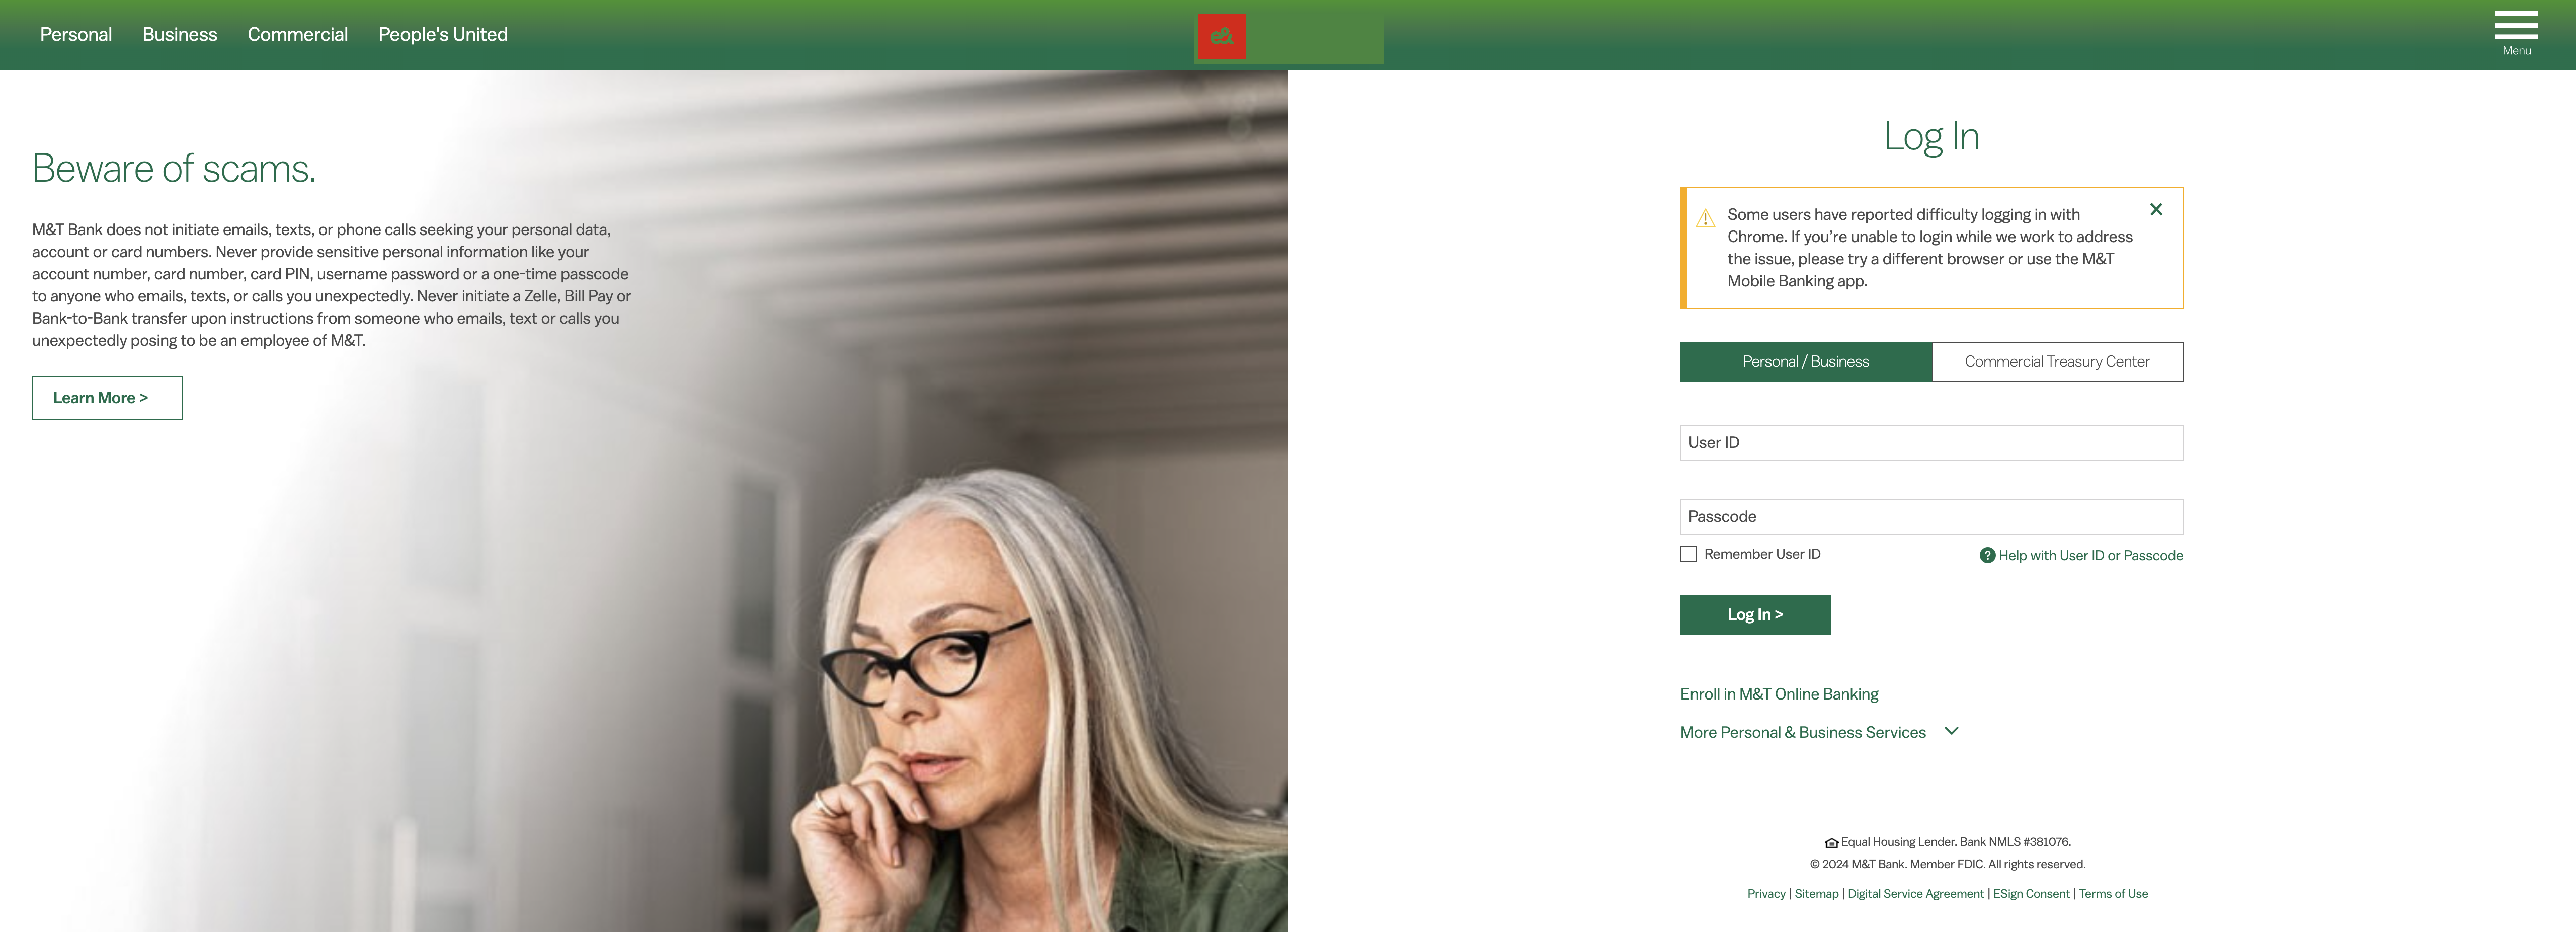 Personal
Business
Commercial
People's United
e&
Menu
Beware of scams.
M&T Bank does not initiate emails, texts, or phone calls seeking your personal data,
account or card numbers. Never provide sensitive personal information like your
account number, card number, card PIN, username password or a one-time passcode
to anyone who emails, texts, or calls you unexpectedly. Never initiate a Zelle, Bill Pay or
Bank-to-Bank transfer upon instructions from someone who emails, text or calls you
unexpectedly posing to be an employee of M&T.
Learn More >
Log In
Some users have reported difficulty logging in with
Chrome. If you're unable to login while we work to address
the issue, please try a different browser or use the M&T
Mobile Banking app.
Personal / Business
Commercial Treasury Center
User ID
Passcode
Remember User ID
Help with User ID or Passcode
Log In >
Enroll in M&T Online Banking
More Personal & Business Services
Equal Housing Lender. Bank NMLS #381076.
© 2024 M&T Bank. Member FDIC. All rights reserved.
Privacy | Sitemap | Digital Service Agreement | ESign Consent | Terms of Use